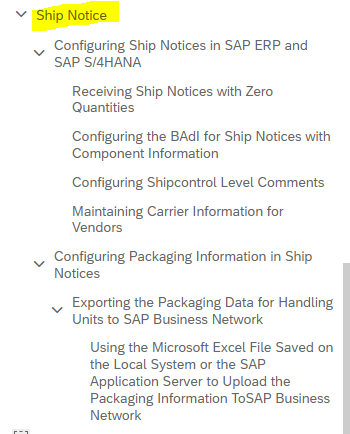 Ship Notice
Configuring Ship Notices in SAP ERP and
SAP S/4HANA
Receiving Ship Notices with Zero
Quantities
Configuring the BAdI for Ship Notices with
Component Information
Configuring Shipcontrol Level Comments
Maintaining Carrier Information for
Vendors
Configuring Packaging Information in Ship
Notices
Exporting the Packaging Data for Handling
Units to SAP Business Network
Using the Microsoft Excel File Saved on
the Local System or the SAP
Application Server to Upload the
Packaging Information ToSAP Business
Network